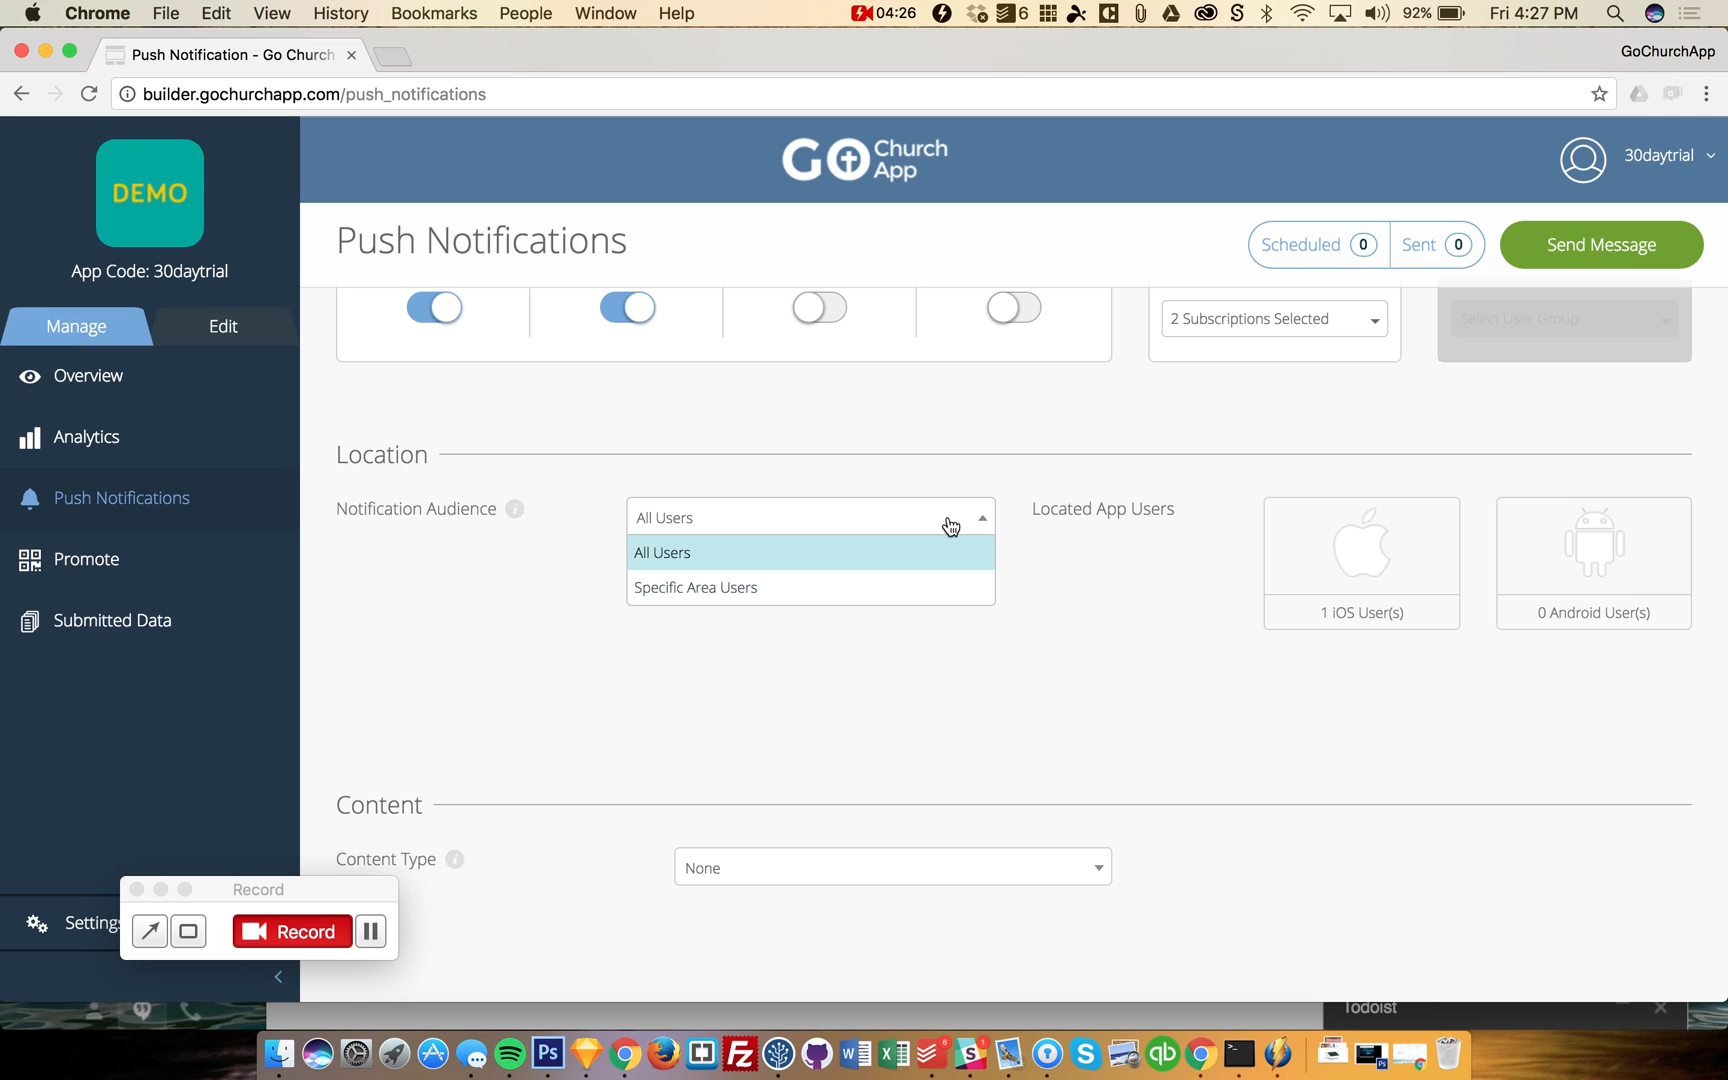 Chrome File Edit View History Bookmarks People Window Help 04:26 6 92% Fri 4:27 PM
Push Notification - Go Church
GoChurchApp
builder.gochurchapp.com/push_notifications
DEMO
App Code: 30daytrial
GO Church App
30daytrial
Push Notifications
Scheduled 0 Sent 0 Send Message
Manage Edit
2 Subscriptions Selected
Select User Group
Overview
Analytics
Push Notifications
Promote
Submitted Data
Settings
Location
Notification Audience
All Users
All Users
Specific Area Users
Located App Users
1 iOS User(s)
0 Android User(s)
Content
Content Type
None
Record
Record
Todoist